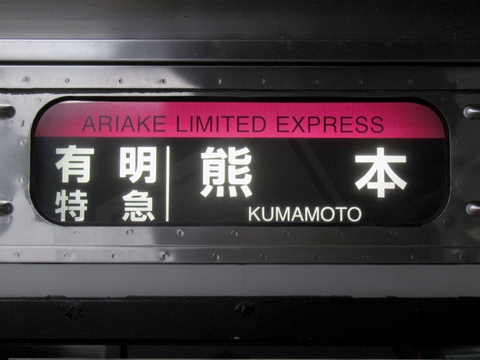 ARIAKE LIMITED EXPRESS
有明
特急
熊本
KUMAMOTO